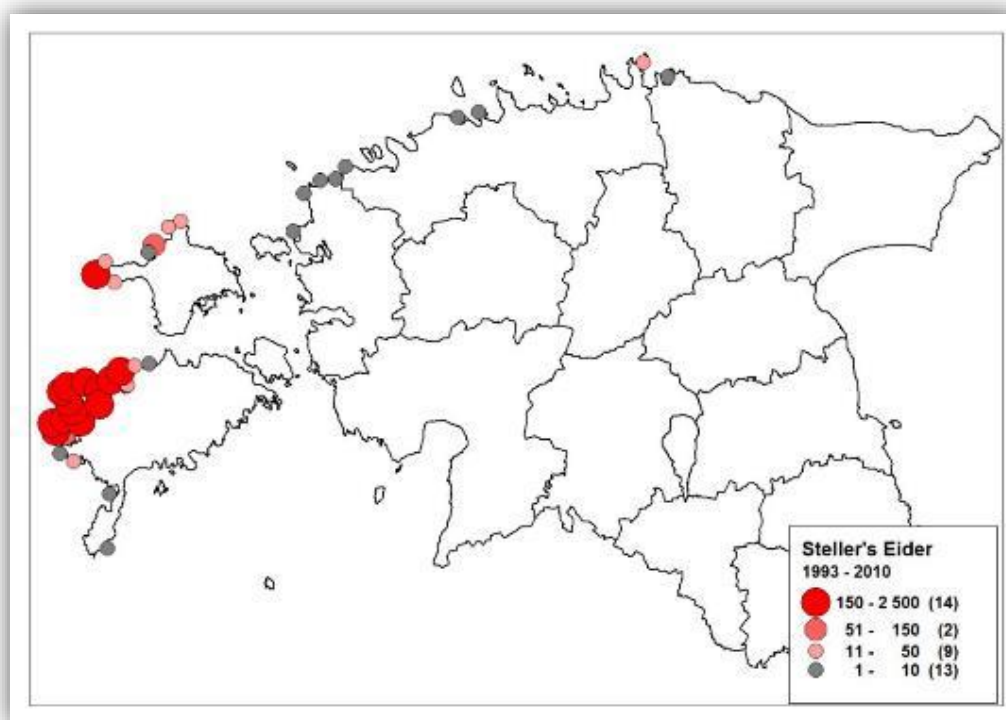 Steller's Eider
1993 - 2010
150 - 2 500 (14)
51 - 150 (2)
11 - 50 (9)
1 - 10 (13)